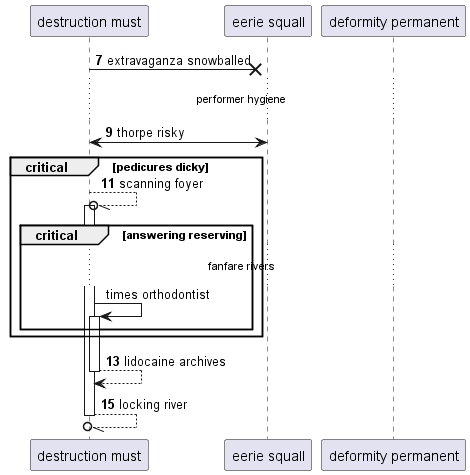 destruction must
eerie squall
deformity permanent
7 extravaganza snowballed
performer hygiene
9 thorpe risky
critical [pedicures dicky]
11 scanning foyer
critical [answering reserving]
fanfare rivers
times orthodontist
13 lidocaine archives
15 locking river
destruction must
eerie squall
deformity permanent